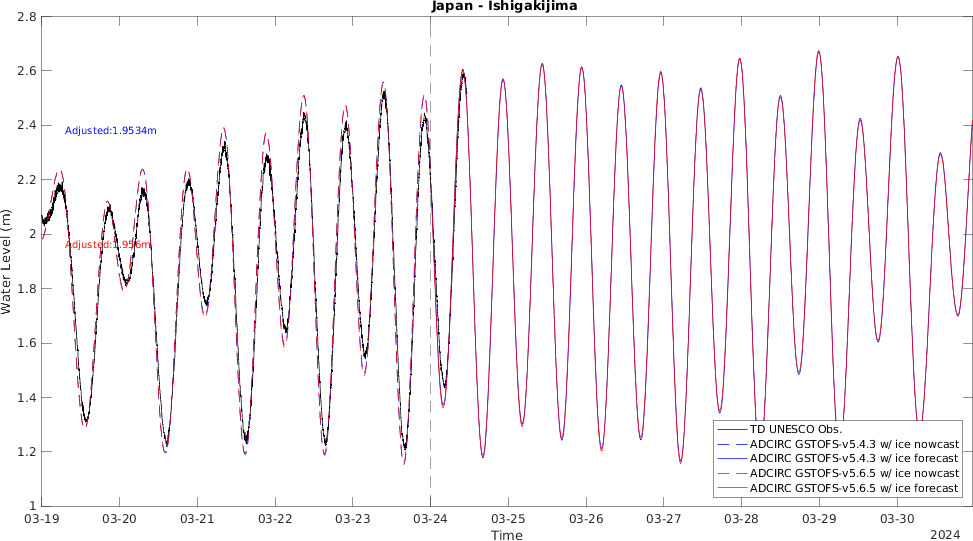 Japan - Ishigakijima
2.8
2.6
2.4
2.2
2
1.8
1.6
1.4
1.2
1
Water Level (m)
Adjusted:1.9534m
Adjusted:1.956m
TD UNESCO Obs.
ADCIRC GSTOFS-v5.4.3 w/ ice nowcast
ADCIRC GSTOFS-v5.4.3 w/ ice forecast
ADCIRC GSTOFS-v5.6.5 w/ ice nowcast
ADCIRC GSTOFS-v5.6.5 w/ ice forecast
03-19 03-20 03-21 03-22 03-23 03-24 03-25 03-26 03-27 03-28 03-29 03-30
Time
2024